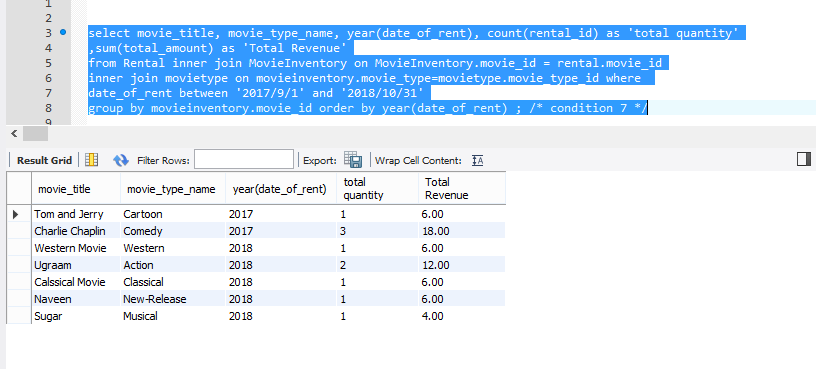 1
2
3 select movie_title, movie_type_name, year(date_of_rent), count(rental_id) as 'total quantity'
4 ,sum(total_amount) as 'Total Revenue'
5 from Rental inner join MovieInventory on MovieInventory.movie_id = rental.movie_id
6 inner join movietype on movieinventory.movie_type=movietype.movie_type_id where
7 date_of_rent between '2017/9/1' and '2018/10/31'
8 group by movieinventory.movie_id order by year(date_of_rent) ; /* condition 7 */
9
Result Grid Filter Rows: Export: Wrap Cell Content: IA
movie_title movie_type_name year(date_of_rent) total quantity Total Revenue
Tom and Jerry Cartoon 2017 1 6.00
Charlie Chaplin Comedy 2017 3 18.00
Western Movie Western 2018 1 6.00
Ugraam Action 2018 2 12.00
Calssical Movie Classical 2018 1 6.00
Naveen New-Release 2018 1 6.00
Sugar Musical 2018 1 4.00